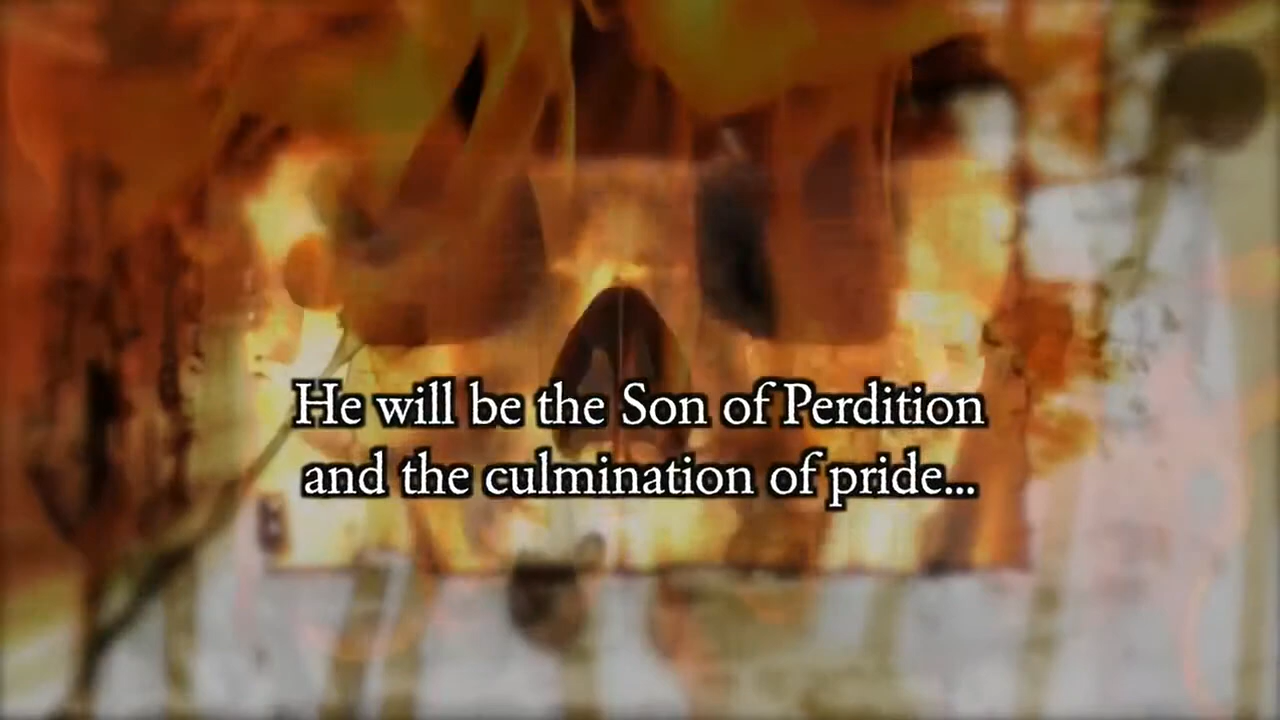 He will be the Son of Perdition
and the culmination of pride...